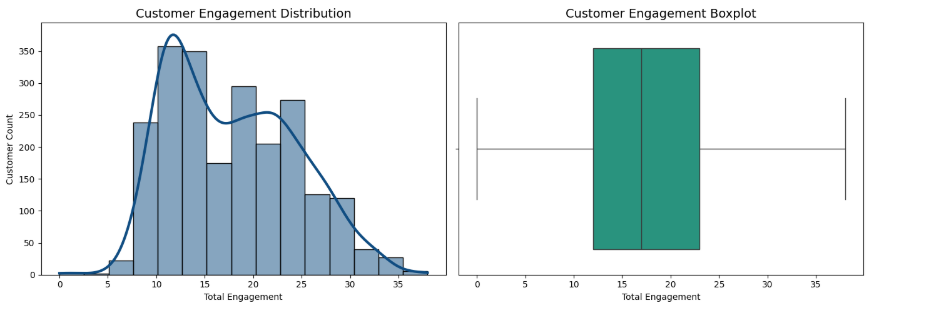 Customer Engagement Distribution
350
300
250
200
150
100
50
0
Customer Count
0 5 10 15 20 25 30 35
Total Engagement
Customer Engagement Boxplot
0 5 10 15 20 25 30 35
Total Engagement